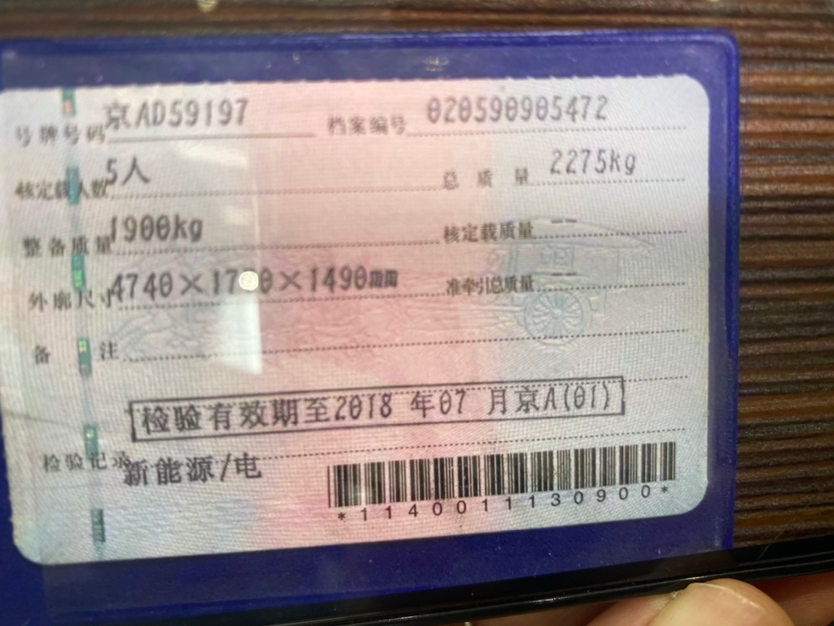 号牌号码 京AD59197 档案编号 020590905472
核定载人数 5人 总质量 2275kg
整备质量 1900kg 核定载质量 --
外廓尺寸 4740×17 0×1490mm 准牵引总质量 --
备注
检验有效期至2018 年07 月京A(01)
检验记录
新能源/电
*1140011130900*